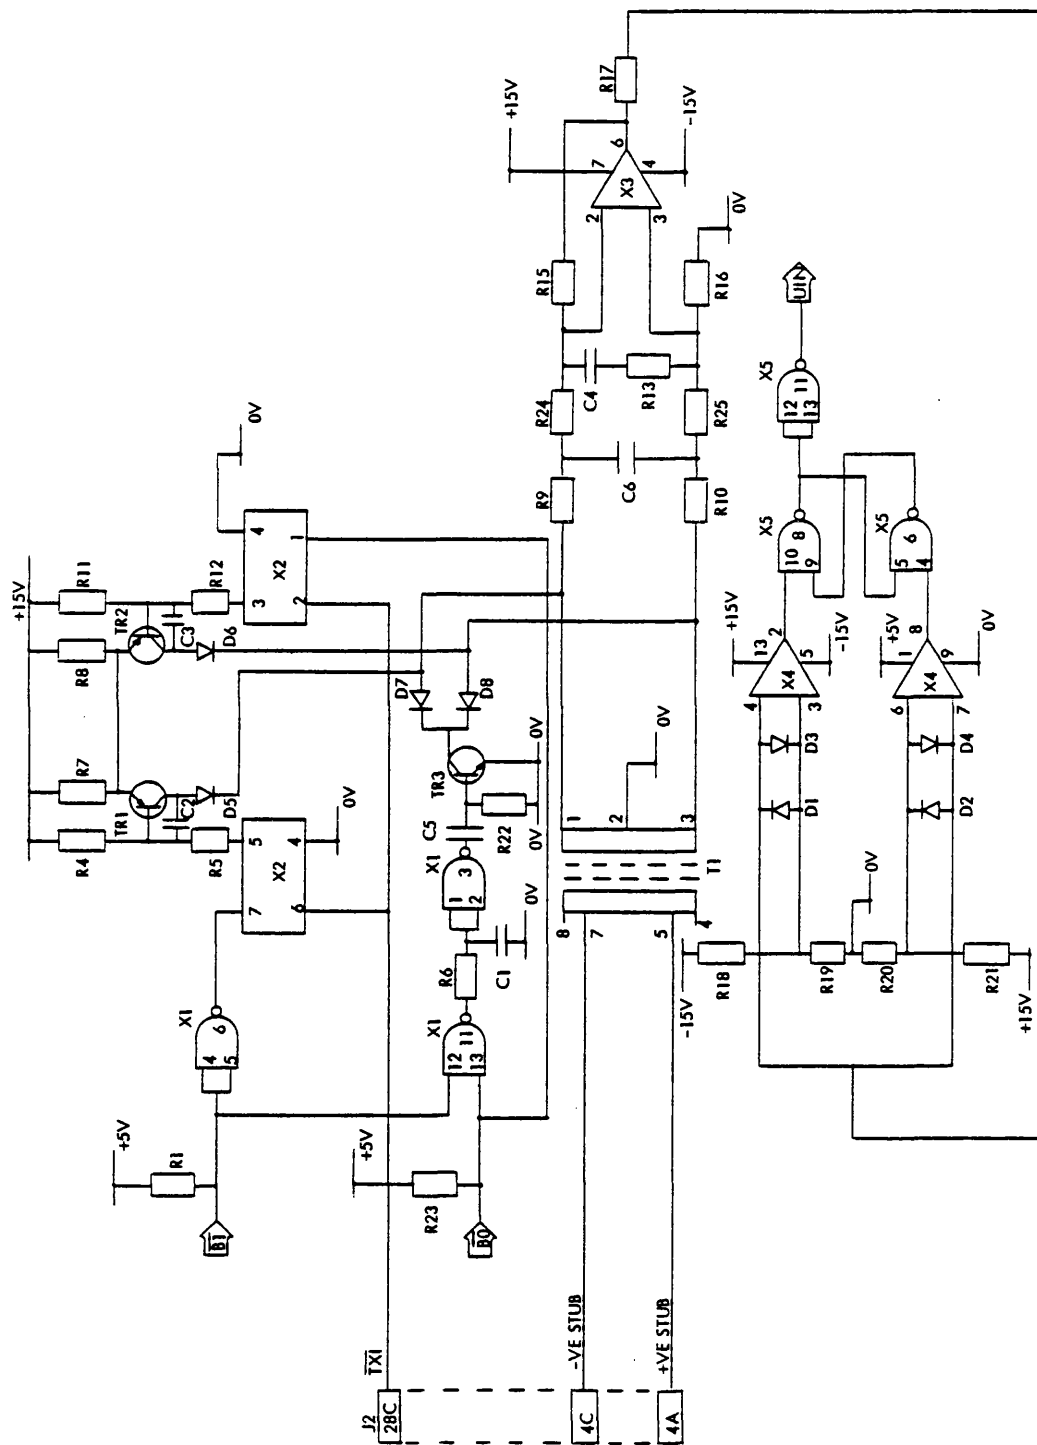 +15V
R4
R7
R8
R11
TR1
TR2
C2
C3
R5
D5
D6
R12
5
X2
7
6
4
0V
3
X2
4
2
1
0V
+5V
R1
B1
X1
4
5
6
+5V
R23
B0
X1
12
13
11
R6
C1
0V
X1
1
2
3
C5
R22
0V
TR3
0V
D7
D8
J2
28C
TX1
4C
-VE STUB
4A
+VE STUB
8
7
5
4
T1
1
2
3
0V
R9
R10
C6
R24
R25
C4
R13
R15
R16
0V
2
3
X3
7
4
6
+15V
-15V
R17
-15V
R18
R19
0V
R20
R21
+15V
D1
D3
D2
D4
4
3
X4
13
5
2
+15V
-15V
6
7
X4
1
9
8
+5V
0V
X5
10
9
8
X5
5
4
6
X5
12
13
11
UIN